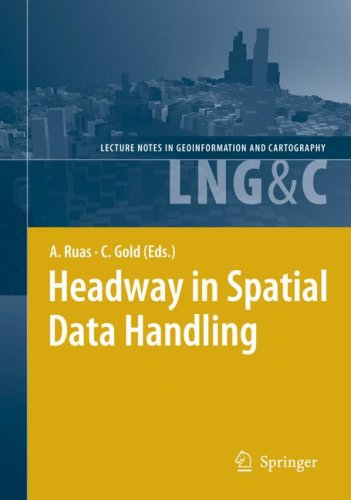 LECTURE NOTES IN GEOINFORMATION AND CARTOGRAPHY
LNG&C
A. Ruas · C. Gold (Eds.)
Headway in Spatial
Data Handling
Springer